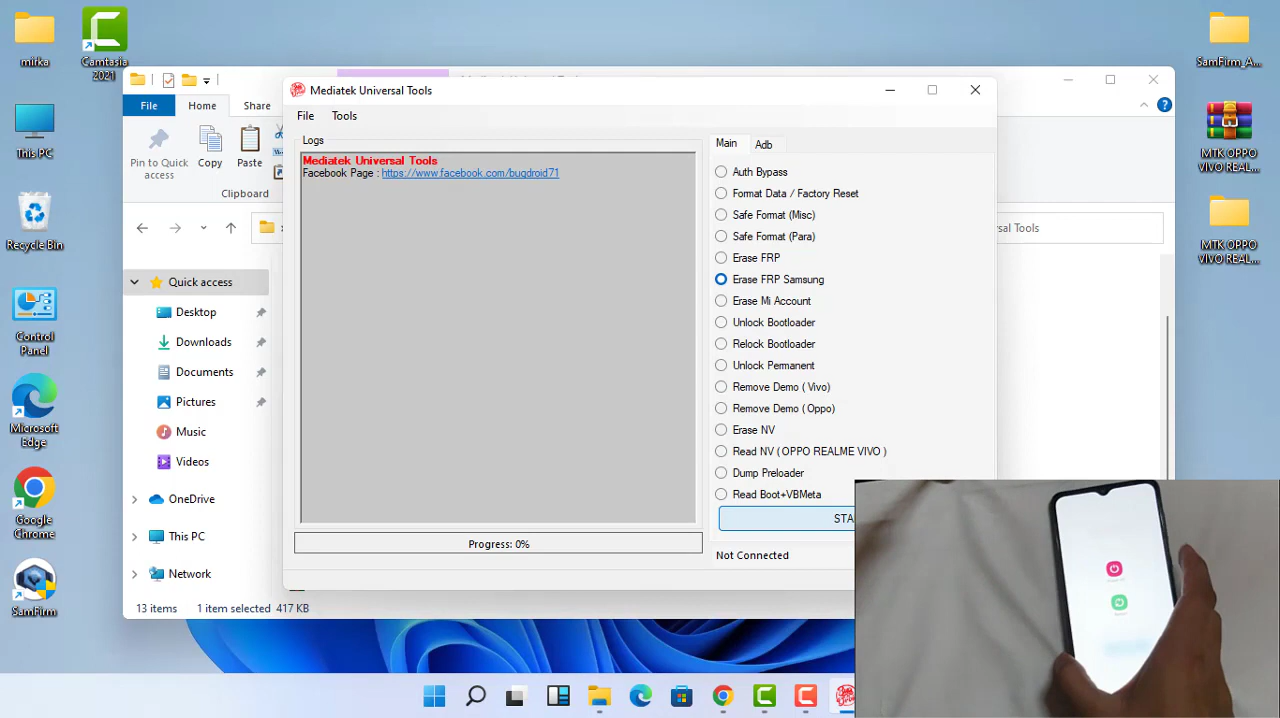 mirka
Camtasia
2021
This PC
Recycle Bin
Control
Panel
Microsoft
Edge
Google
Chrome
SamFirm
File
Home
Share
Pin to Quick
access
Copy
Paste
Clipboard
Quick access
Desktop
Downloads
Documents
Pictures
Music
Videos
OneDrive
This PC
Network
13 items
1 item selected 417 KB
Mediatek Universal Tools
File
Tools
Logs
Mediatek Universal Tools
Facebook Page : https://www.facebook.com/bugdroid71
Progress: 0%
Main
Adb
Auth Bypass
Format Data / Factory Reset
Safe Format (Misc)
Safe Format (Para)
Erase FRP
Erase FRP Samsung
Erase Mi Account
Unlock Bootloader
Relock Bootloader
Unlock Permanent
Remove Demo ( Vivo)
Remove Demo ( Oppo)
Erase NV
Read NV ( OPPO REALME VIVO )
Dump Preloader
Read Boot+VBMeta
STA
Not Connected
sal Tools
SamFirm_A...
MTK OPPO
VIVO REAL...
MTK OPPO
VIVO REAL...